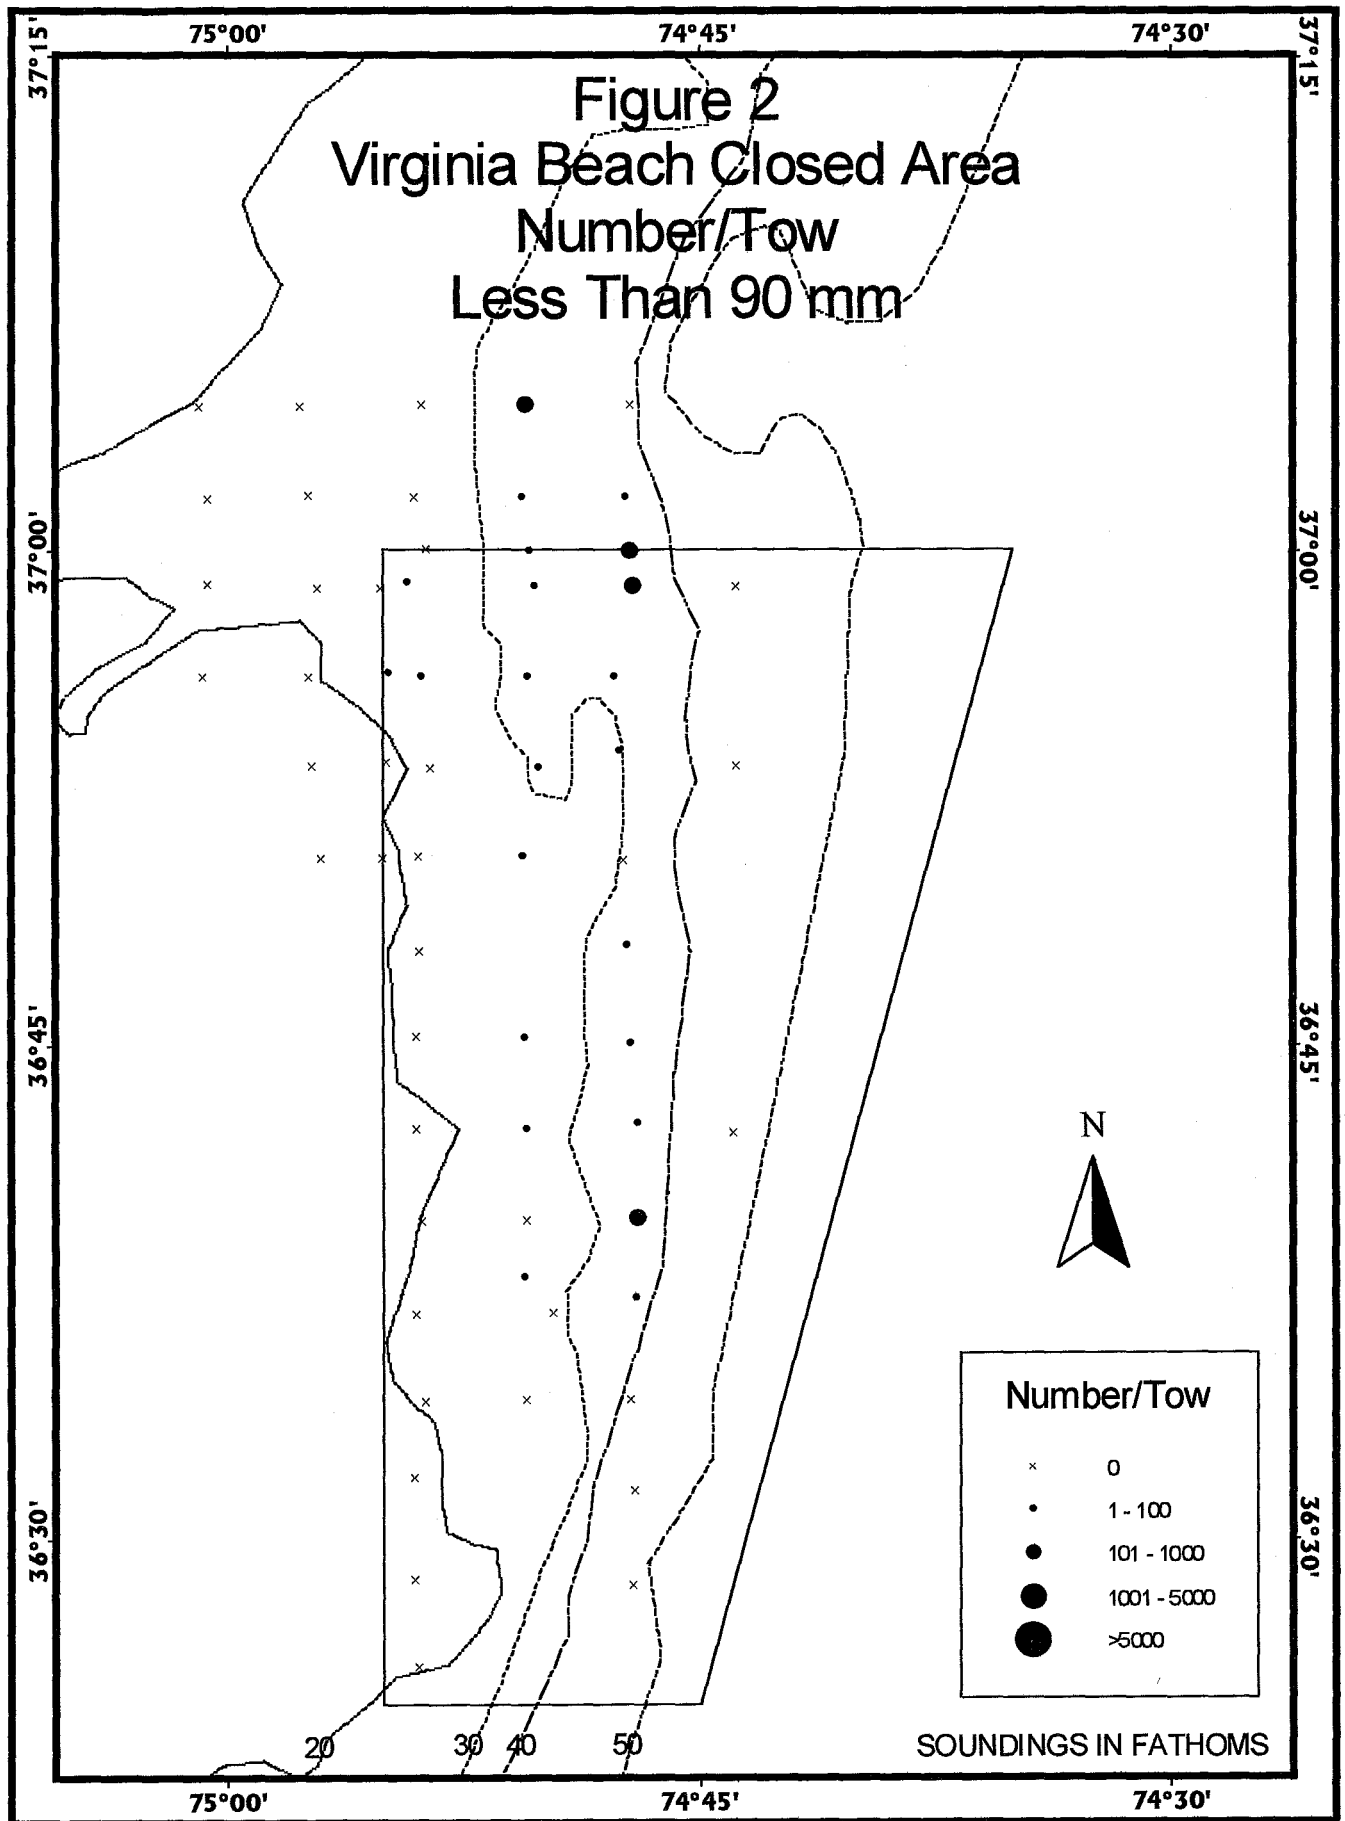 75°00' 74°45' 74°30'
37°15' 37°15'
Figure 2
Virginia Beach Closed Area
Number/Tow
Less Than 90 mm
37°00' 37°00'
36°45' 36°45'
N
Number/Tow
0
1 - 100
101 - 1000
1001 - 5000
>5000
36°30' 36°30'
20 30 40 50
SOUNDINGS IN FATHOMS
75°00' 74°45' 74°30'